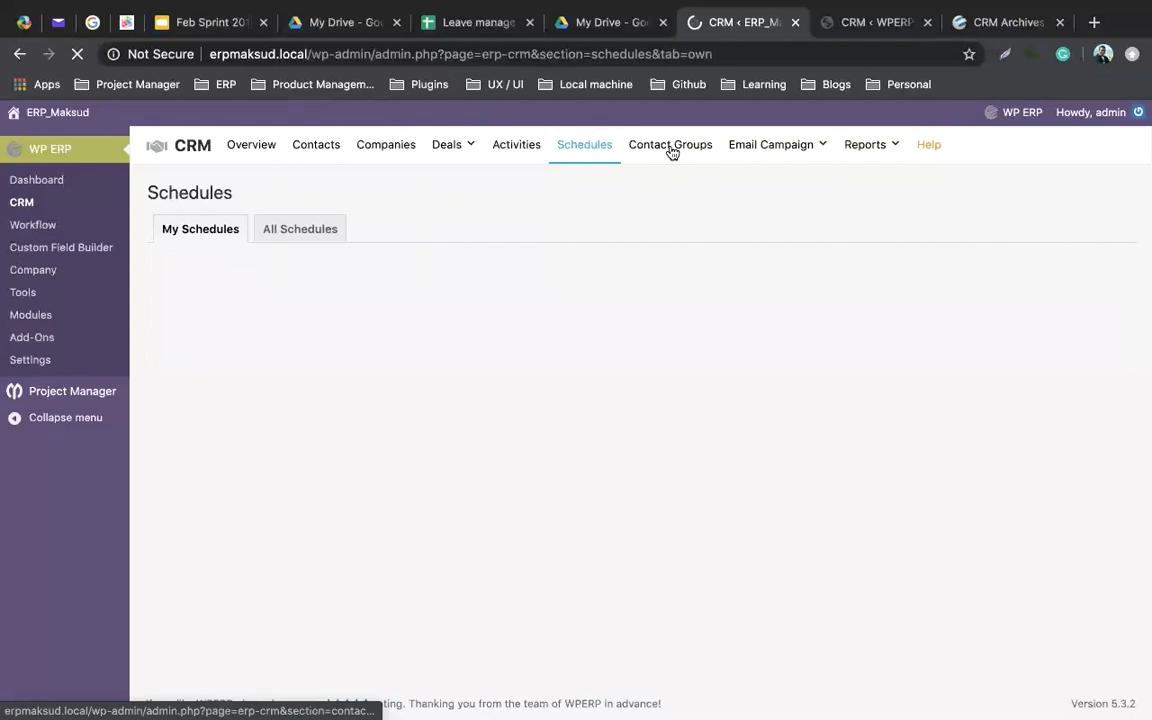 Feb Sprint 201
My Drive - Goo
Leave manage
My Drive - Goo
CRM ‹ ERP_M
CRM ‹ WPERP
CRM Archives
Not Secure
erpmaksud.local/wp-admin/admin.php?page=erp-crm&section=schedules&tab=own
Apps
Project Manager
ERP
Product Managem...
Plugins
UX / UI
Local machine
Github
Learning
Blogs
Personal
ERP_Maksud
WP ERP
Howdy, admin
WP ERP
CRM
Overview
Contacts
Companies
Deals
Activities
Schedules
Contact Groups
Email Campaign
Reports
Help
Dashboard
CRM
Workflow
Custom Field Builder
Company
Tools
Modules
Add-Ons
Settings
Project Manager
Collapse menu
Schedules
My Schedules
All Schedules
ting. Thanking you from the team of WPERP in advance!
Version 5.3.2
erpmaksud.local/wp-admin/admin.php?page=erp-crm&section=contac...